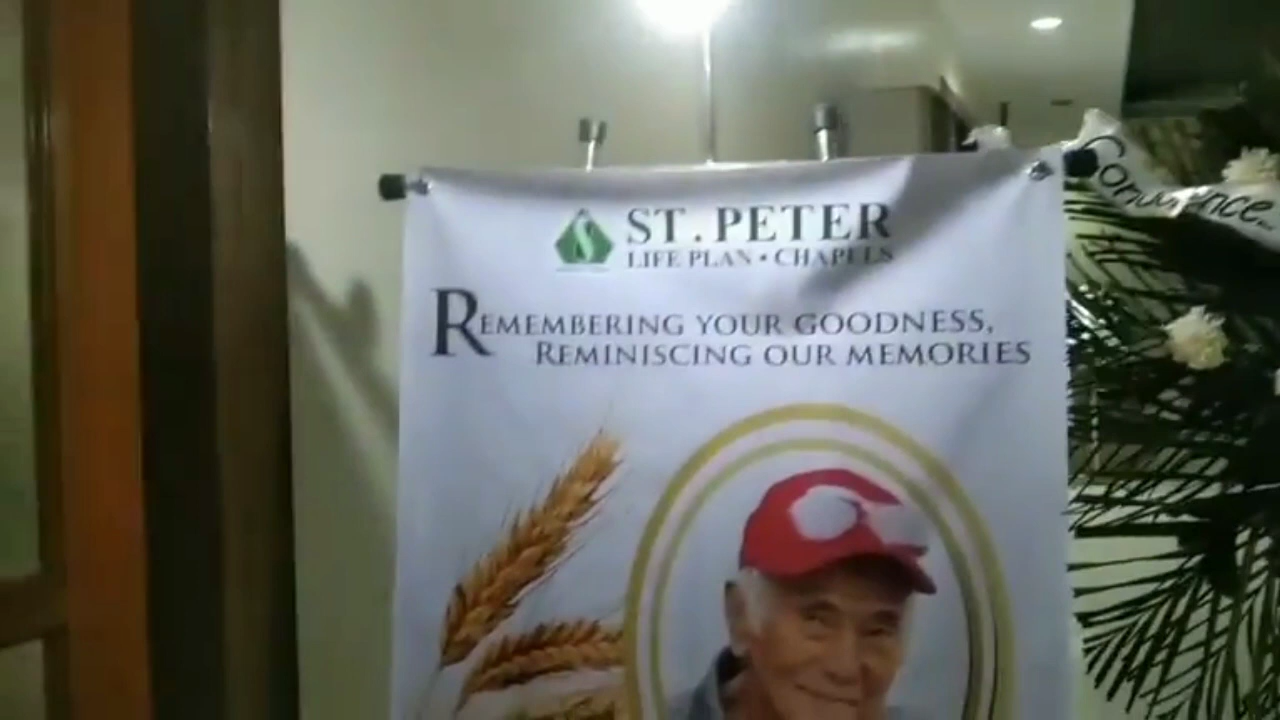 ST. PETER
LIFE PLAN • CHAPELS
REMEMBERING YOUR GOODNESS,
REMINISCING OUR MEMORIES